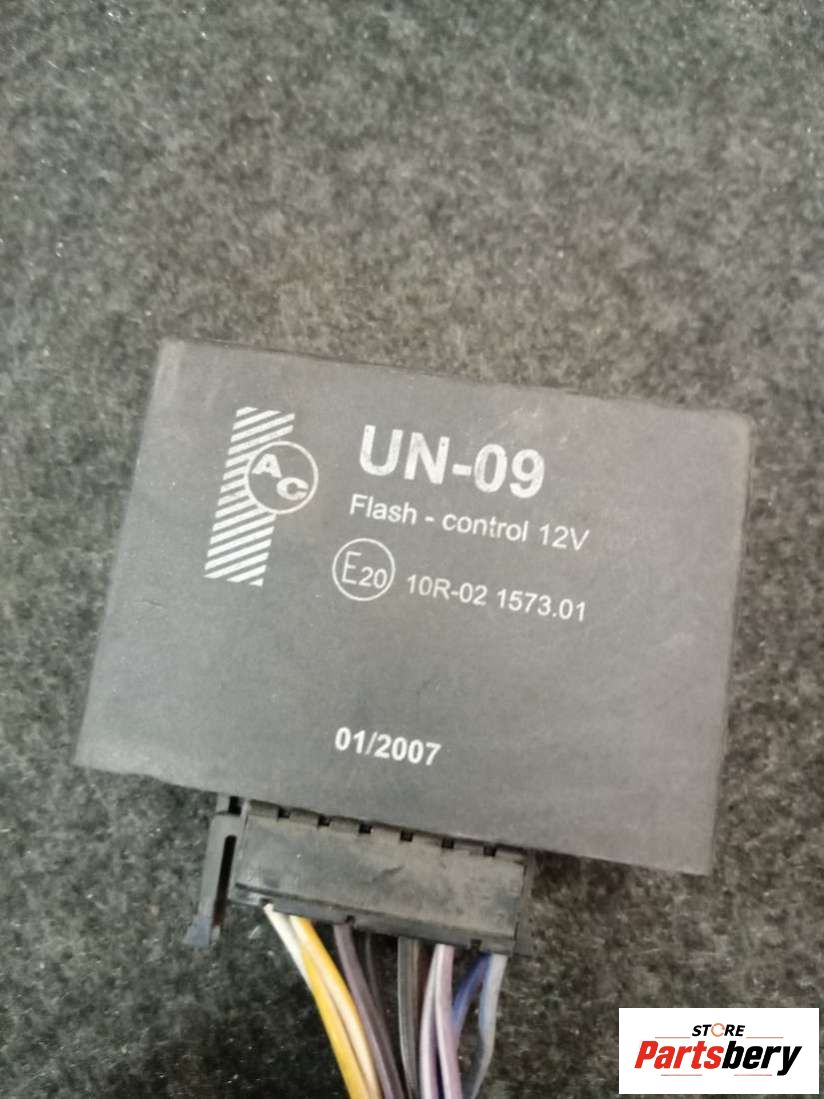 AC
UN-09
Flash - control 12V
E20 10R-02 1573.01
01/2007
STORE
Partsbery